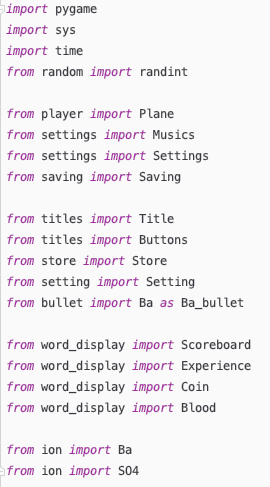 import pygame
import sys
import time
from random import randint
from player import Plane
from settings import Musics
from settings import Settings
from saving import Saving
from titles import Title
from titles import Buttons
from store import Store
from setting import Setting
from bullet import Ba as Ba_bullet
from word_display import Scoreboard
from word_display import Experience
from word_display import Coin
from word_display import Blood
from ion import Ba
from ion import SO4